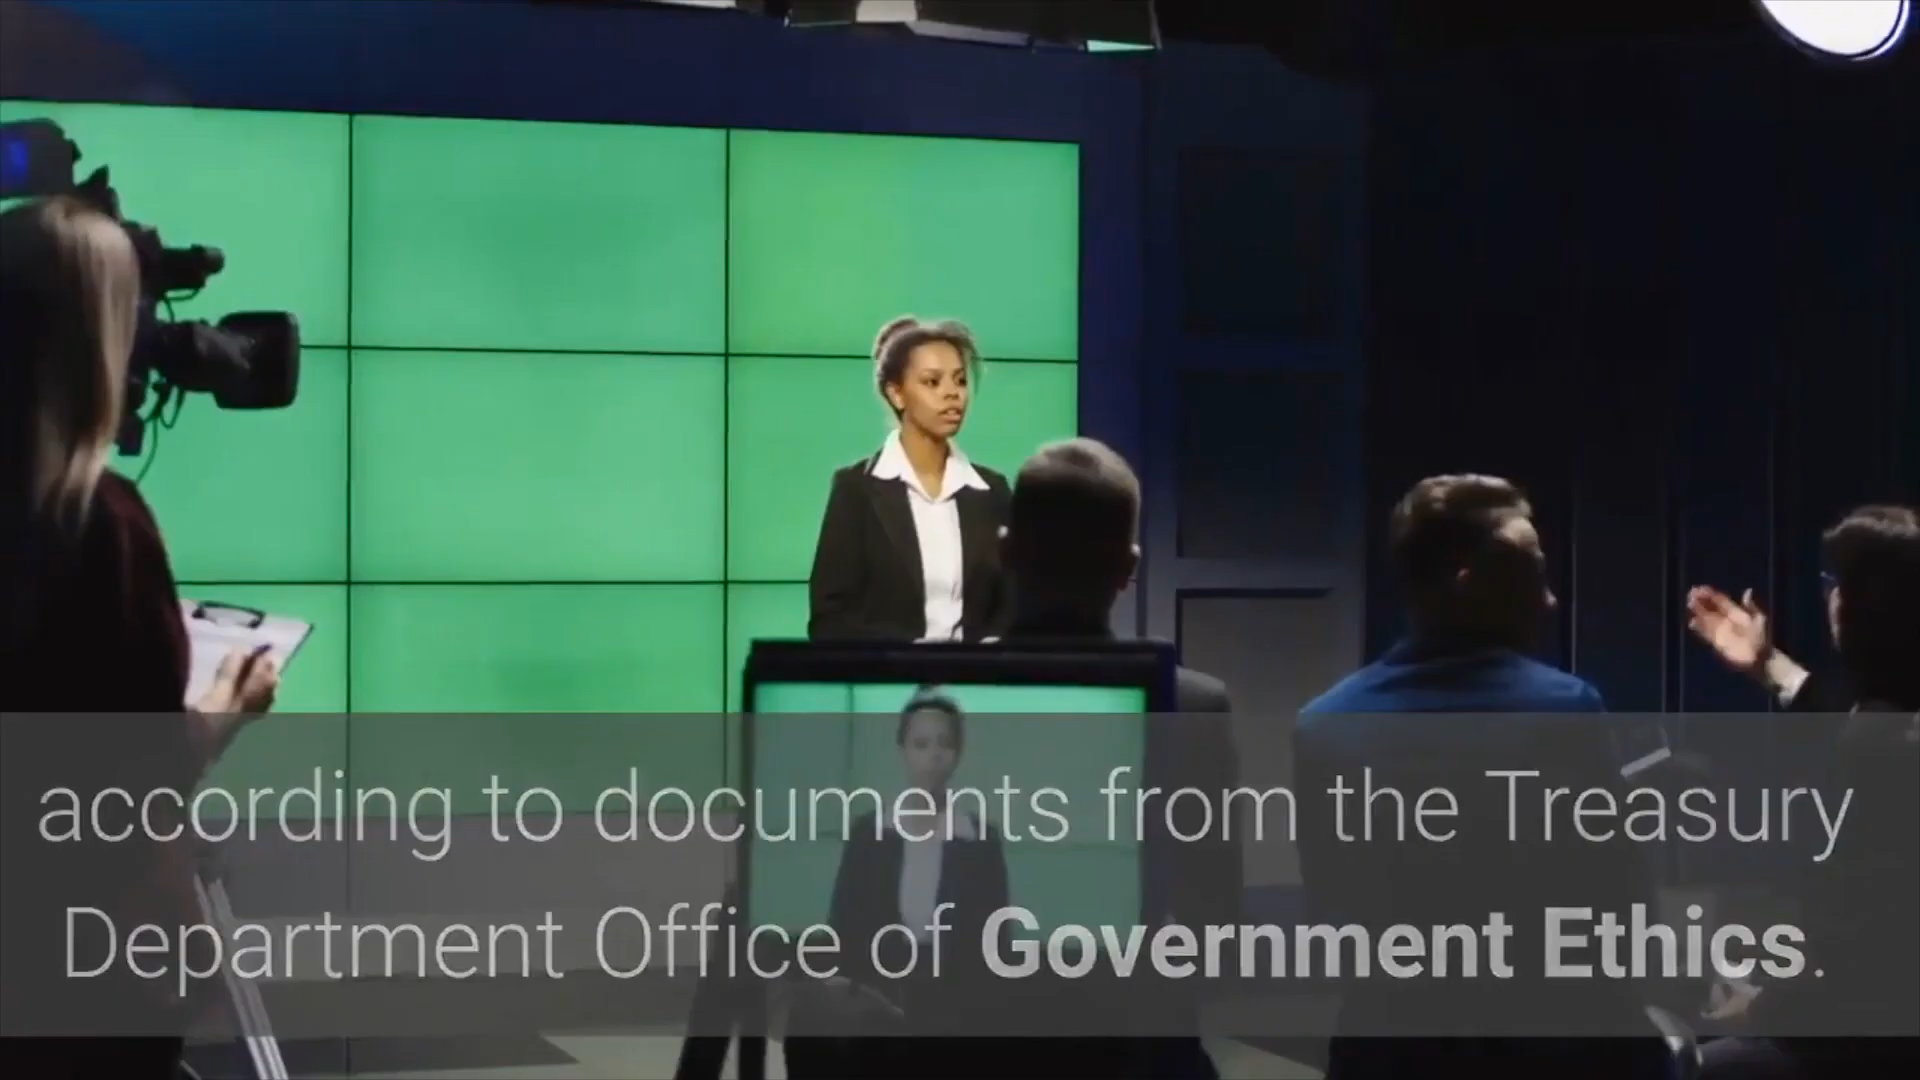 according to documents from the Treasury
Department Office of Government Ethics.